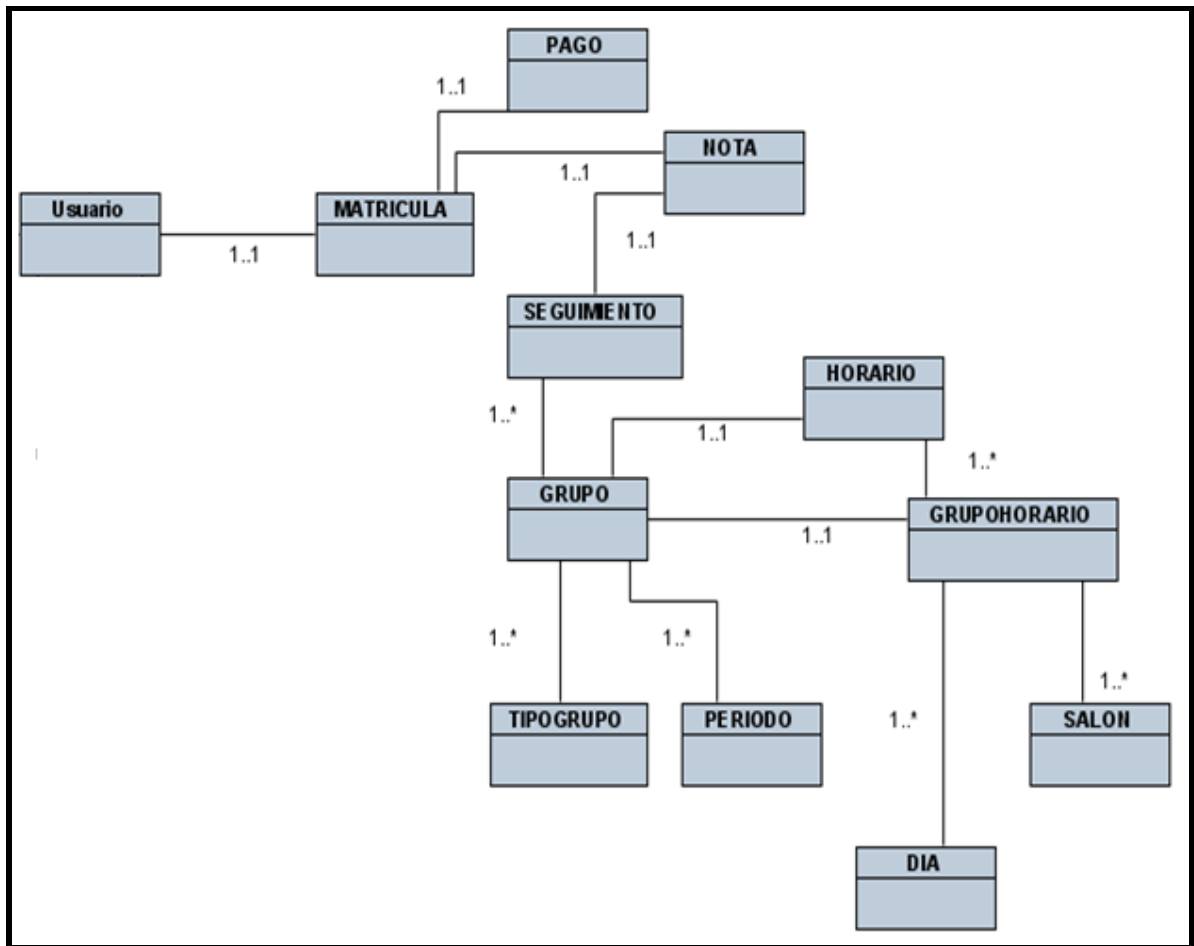 PAGO
1..1
NOTA
1..1
Usuario
MATRICULA
1..1
1..1
SEGUIMIENTO
HORARIO
1..*
1..1
1..*
GRUPO
GRUPOHORARIO
1..1
1..*
1..*
1..*
TIPOGRUPO
PERIODO
1..*
SALON
DIA